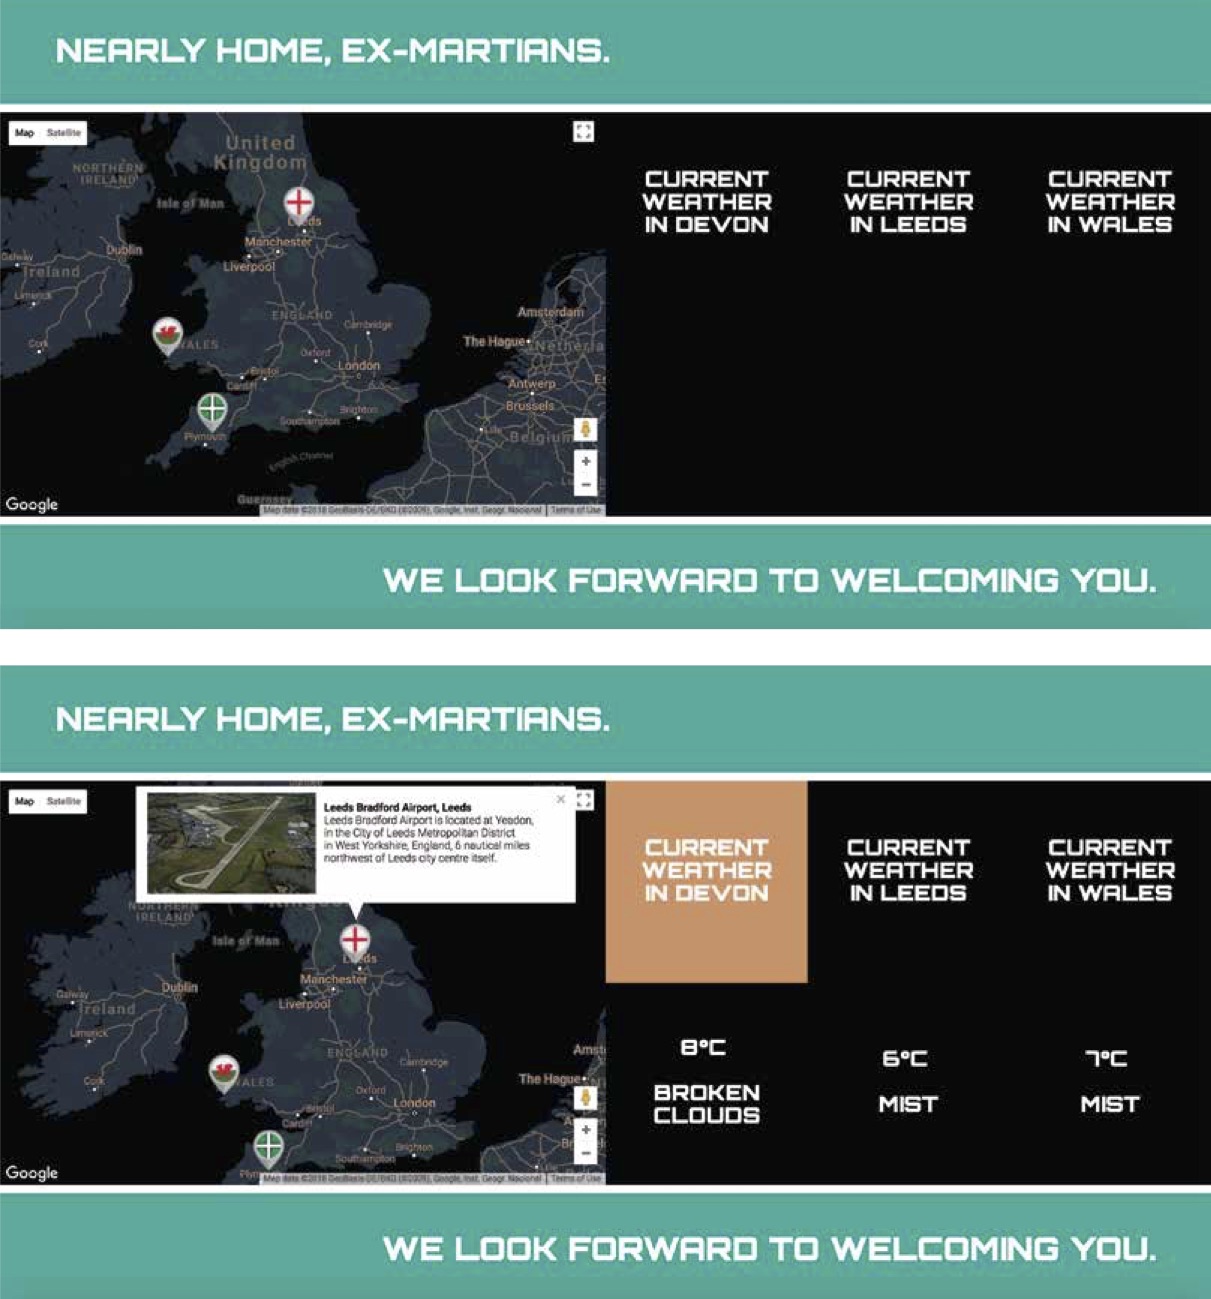 NEARLY HOME, EX-MARTIANS.
Map Satellite
United
Kingdom
NORTHERN
IRELAND
Isle of Man
Leeds
Manchester
Liverpool
Dublin
Galway
Ireland
Limerick
Cork
ENGLAND
Cambridge
WALES
Oxford
London
Bristol
Cardiff
Southampton
Brighton
Plymouth
English Channel
Guernsey
Amsterdam
The Hague
Netherla
Antwerp
Brussels
Lille
Belgium
Google
Map data ©2018 GeoBasis-DE/BKG (©2009), Google, Inst. Geogr. Nacional
Terms of Use
CURRENT
WEATHER
IN DEVON
CURRENT
WEATHER
IN LEEDS
CURRENT
WEATHER
IN WALES
WE LOOK FORWARD TO WELCOMING YOU.
NEARLY HOME, EX-MARTIANS.
Map Satellite
Leeds Bradford Airport, Leeds
Leeds Bradford Airport is located at Yeadon,
in the City of Leeds Metropolitan District
in West Yorkshire, England, 6 nautical miles
northwest of Leeds city centre itself.
NORTHERN
IRELAND
Isle of Man
Leeds
Manchester
Liverpool
Dublin
Galway
Ireland
Limerick
Cork
ENGLAND
Cambridge
WALES
Oxford
London
Bristol
Cardiff
Southampton
Brighton
Plym
Amst
The Hague
Google
Map data ©2018 GeoBasis-DE/BKG (©2009), Google, Inst. Geogr. Nacional
Terms of Use
CURRENT
WEATHER
IN DEVON
CURRENT
WEATHER
IN LEEDS
CURRENT
WEATHER
IN WALES
8°C
BROKEN
CLOUDS
6°C
MIST
7°C
MIST
WE LOOK FORWARD TO WELCOMING YOU.